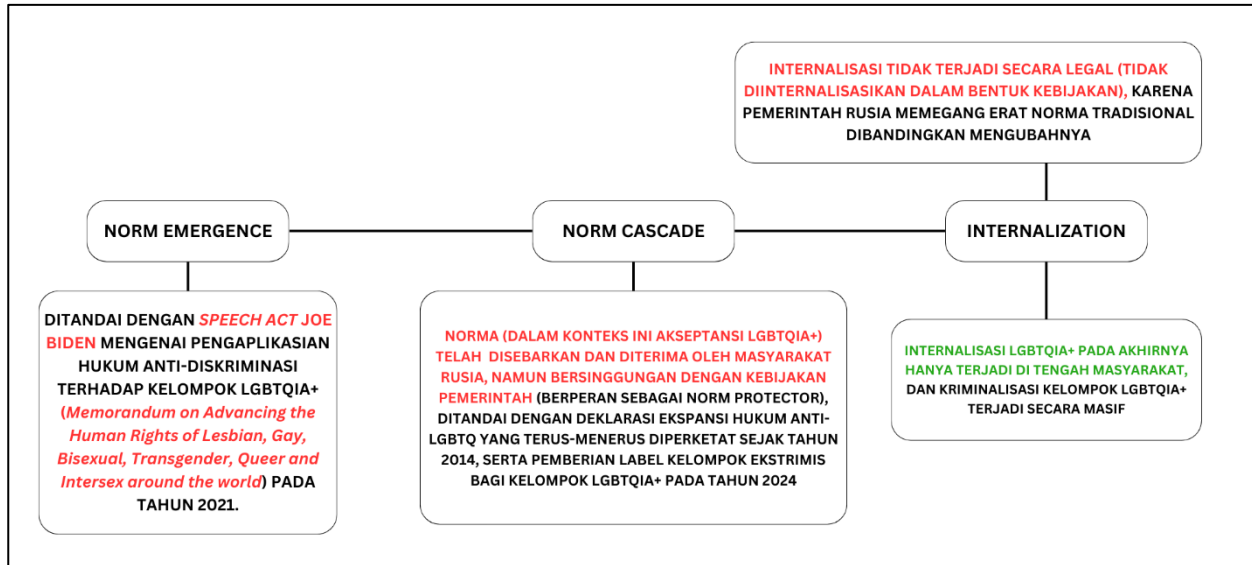 INTERNALISASI TIDAK TERJADI SECARA LEGAL (TIDAK
DIINTERNALISASIKAN DALAM BENTUK KEBIJAKAN), KARENA
PEMERINTAH RUSIA MEMEGANG ERAT NORMA TRADISIONAL
DIBANDINGKAN MENGUBAHNYA
NORM EMERGENCE
NORM CASCADE
INTERNALIZATION
DITANDAI DENGAN SPEECH ACT JOE
BIDEN MENGENAI PENGAPLIKASIAN
HUKUM ANTI-DISKRIMINASI
TERHADAP KELOMPOK LGBTQIA+
(Memorandum on Advancing the
Human Rights of Lesbian, Gay,
Bisexual, Transgender, Queer and
Intersex around the world) PADA
TAHUN 2021.
NORMA (DALAM KONTEKS INI AKSEPTANSI LGBTQIA+)
TELAH DISEBARKAN DAN DITERIMA OLEH MASYARAKAT
RUSIA, NAMUN BERSINGGUNGAN DENGAN KEBIJAKAN
PEMERINTAH (BERPERAN SEBAGAI NORM PROTECTOR),
DITANDAI DENGAN DEKLARASI EKSPANSI HUKUM ANTI-
LGBTQ YANG TERUS-MENERUS DIPERKETAT SEJAK TAHUN
2014, SERTA PEMBERIAN LABEL KELOMPOK EKSTRIMIS
BAGI KELOMPOK LGBTQIA+ PADA TAHUN 2024
INTERNALISASI LGBTQIA+ PADA AKHIRNYA
HANYA TERJADI DI TENGAH MASYARAKAT,
DAN KRIMINALISASI KELOMPOK LGBTQIA+
TERJADI SECARA MASIF